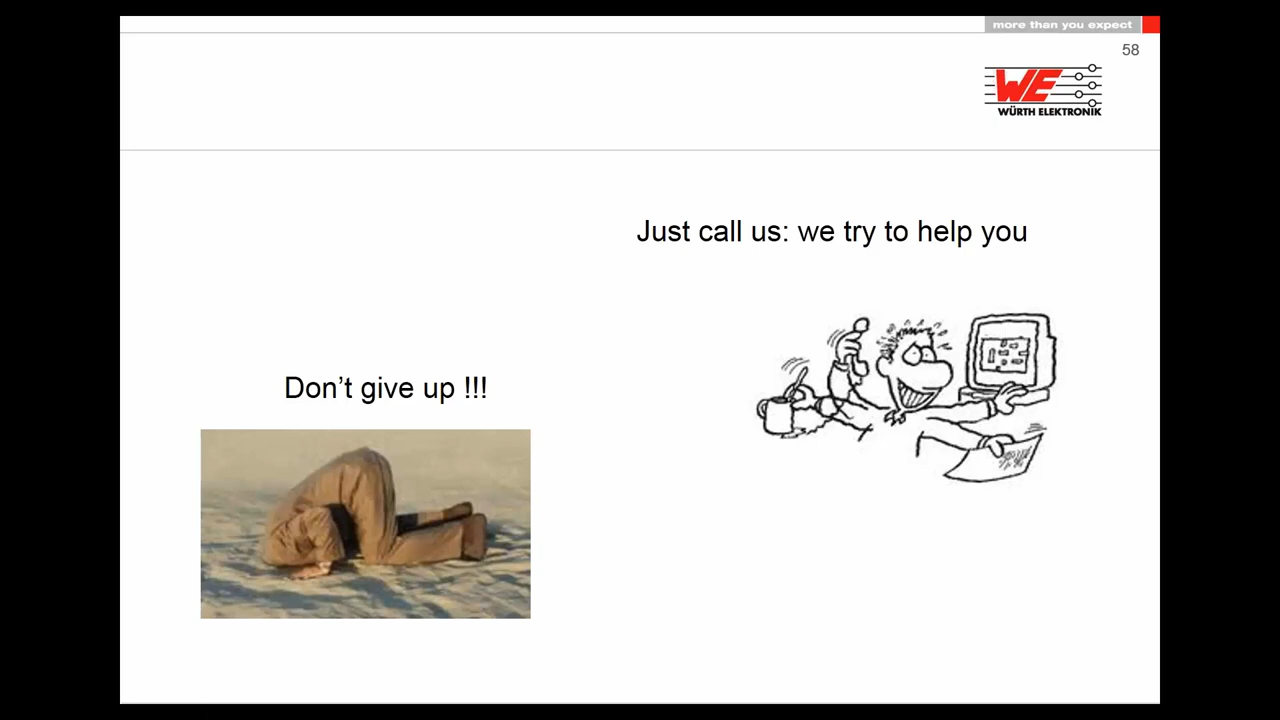 more than you expect
58
WE
WÜRTH ELEKTRONIK
Just call us: we try to help you
Don’t give up !!!